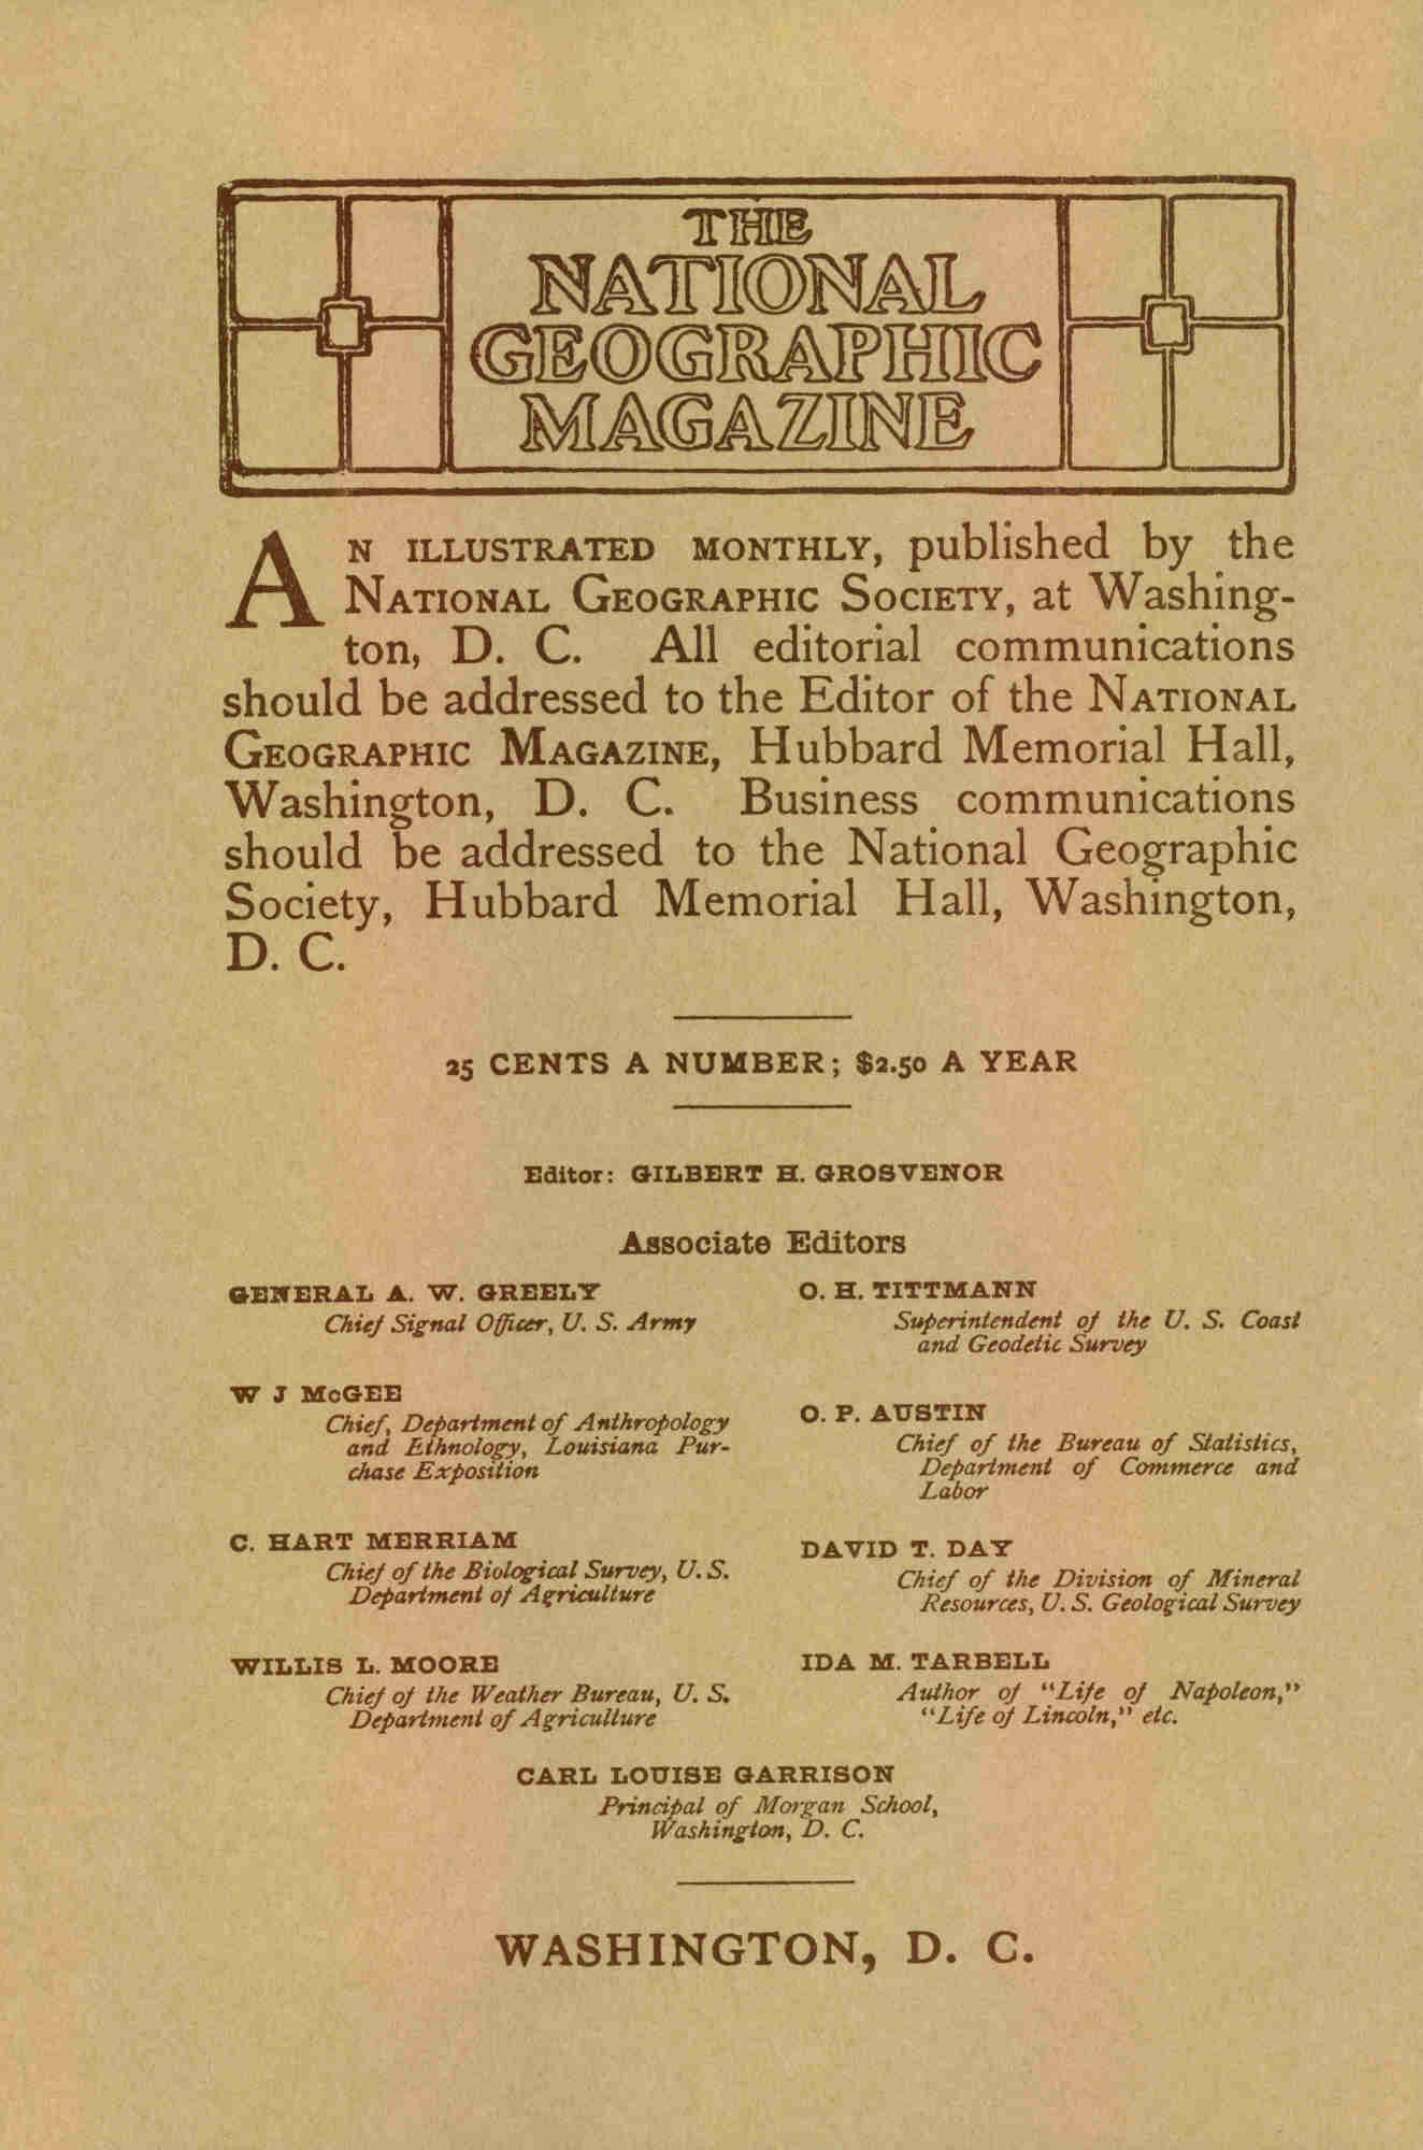 THE
NATIONAL
GEOGRAPHIC
MAGAZINE
AN ILLUSTRATED MONTHLY, published by the
NATIONAL GEOGRAPHIC SOCIETY, at Washing-
ton, D. C. All editorial communications
should be addressed to the Editor of the NATIONAL
GEOGRAPHIC MAGAZINE, Hubbard Memorial Hall,
Washington, D. C. Business communications
should be addressed to the National Geographic
Society, Hubbard Memorial Hall, Washington,
D. C.
25 CENTS A NUMBER; $2.50 A YEAR
Editor: GILBERT H. GROSVENOR
Associate Editors
GENERAL A. W. GREELY
Chief Signal Officer, U. S. Army
W J McGEE
Chief, Department of Anthropology
and Ethnology, Louisiana Pur-
chase Exposition
C. HART MERRIAM
Chief of the Biological Survey, U. S.
Department of Agriculture
WILLIS L. MOORE
Chief of the Weather Bureau, U. S.
Department of Agriculture
O. H. TITTMANN
Superintendent of the U. S. Coast
and Geodetic Survey
O. P. AUSTIN
Chief of the Bureau of Statistics,
Department of Commerce and
Labor
DAVID T. DAY
Chief of the Division of Mineral
Resources, U. S. Geological Survey
IDA M. TARBELL
Author of "Life of Napoleon,"
"Life of Lincoln," etc.
CARL LOUISE GARRISON
Principal of Morgan School,
Washington, D. C.
WASHINGTON, D. C.